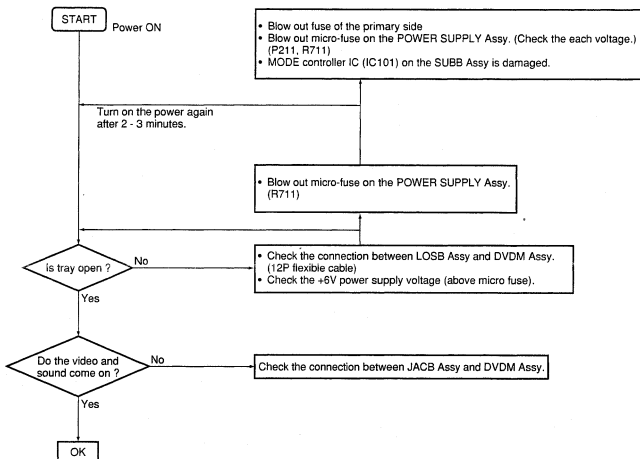 START
Power ON
• Blow out fuse of the primary side
• Blow out micro-fuse on the POWER SUPPLY Assy. (Check the each voltage.)
(P211, R711)
• MODE controller IC (IC101) on the SUBB Assy is damaged.
Turn on the power again
after 2 - 3 minutes.
• Blow out micro-fuse on the POWER SUPPLY Assy.
(R711)
is tray open ?
No
• Check the connection between LOSB Assy and DVDM Assy.
(12P flexible cable)
• Check the +6V power supply voltage (above micro fuse).
Yes
Do the video and
sound come on ?
No
Check the connection between JACB Assy and DVDM Assy.
Yes
OK